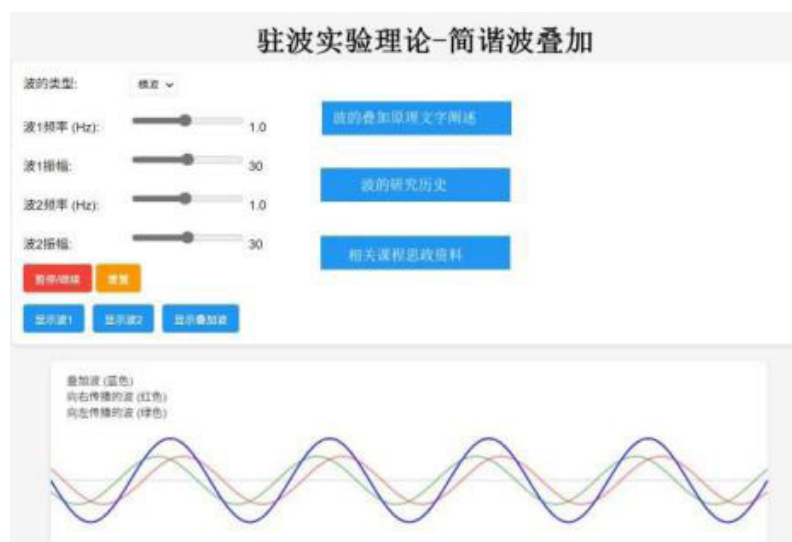 驻波实验理论-简谐波叠加
波的类型: 横波
波1频率 (Hz): 1.0
波的叠加原理文字阐述
波1振幅: 30
波的研究历史
波2频率 (Hz): 1.0
波2振幅: 30
相关课程思政资料
暂停/继续 重置
显示波1 显示波2 显示叠加波
叠加波 (蓝色)
向右传播的波 (红色)
向左传播的波 (绿色)